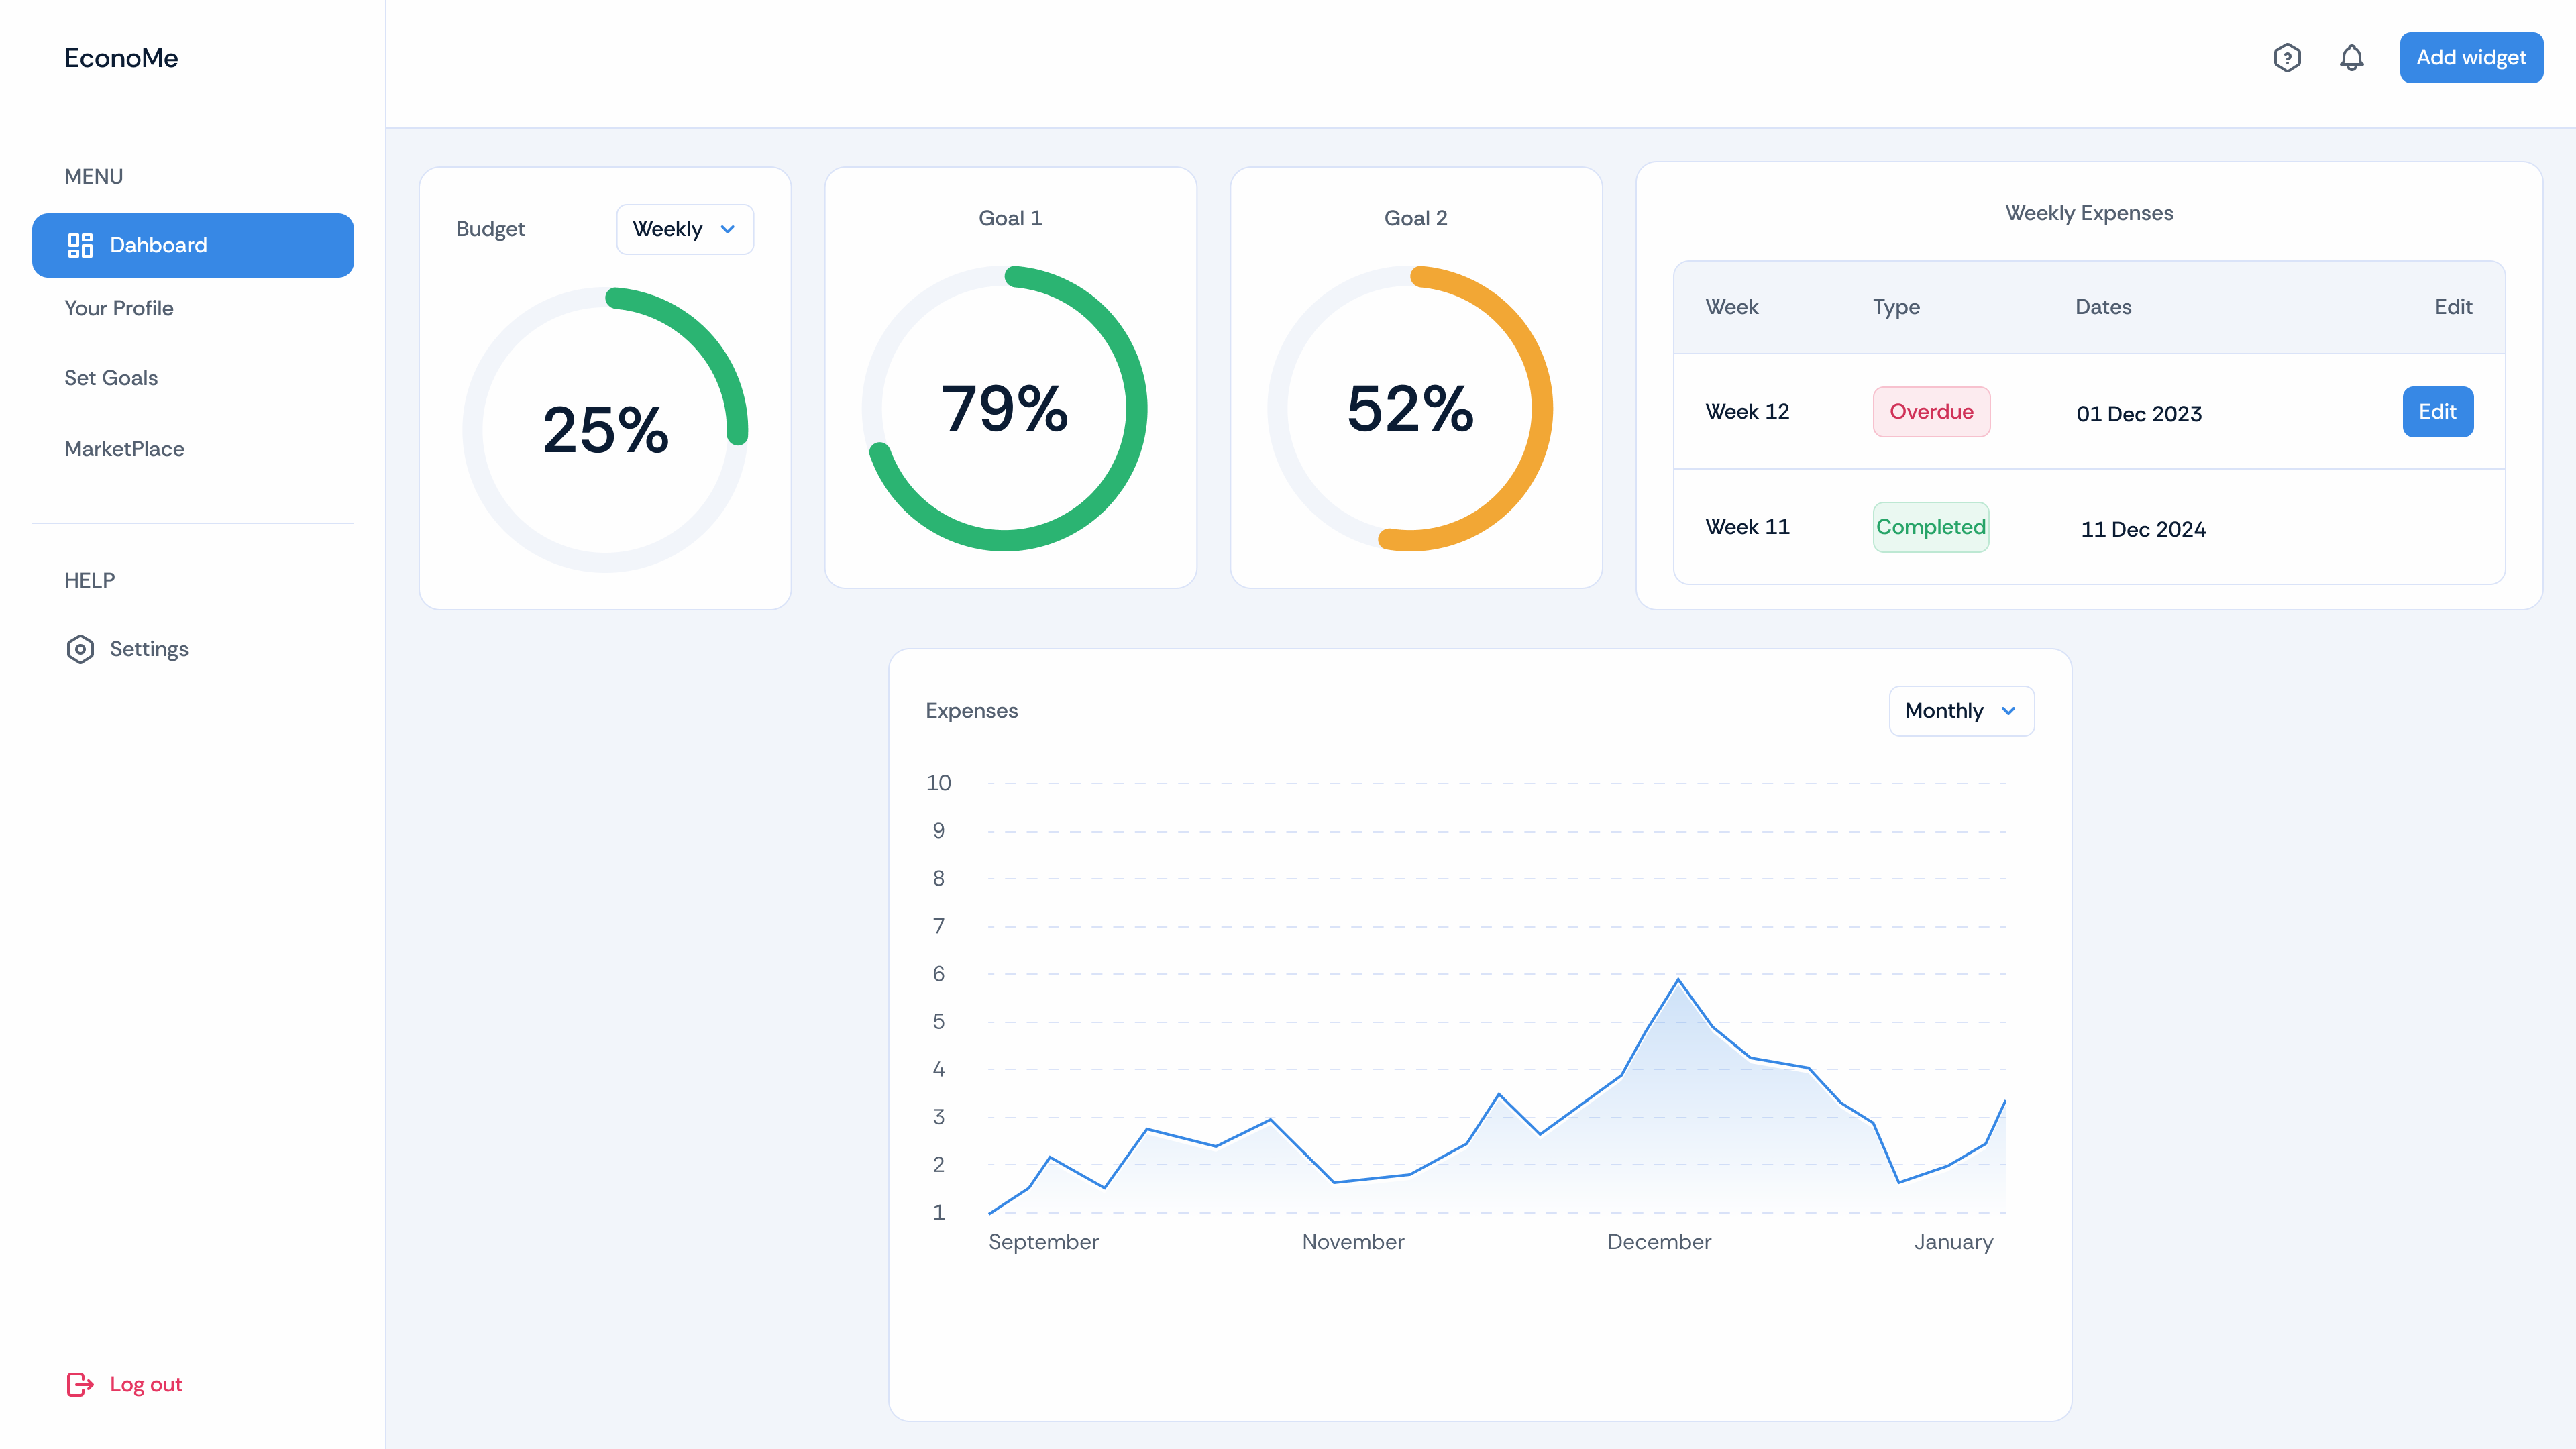 EconoMe
Add widget
MENU
Dahboard
Your Profile
Set Goals
MarketPlace
HELP
Settings
Log out
Budget
Weekly
25%
Goal 1
79%
Goal 2
52%
Weekly Expenses
Week Type Dates Edit
Week 12 Overdue 01 Dec 2023 Edit
Week 11 Completed 11 Dec 2024
Expenses
Monthly
10
9
8
7
6
5
4
3
2
1
September November December January